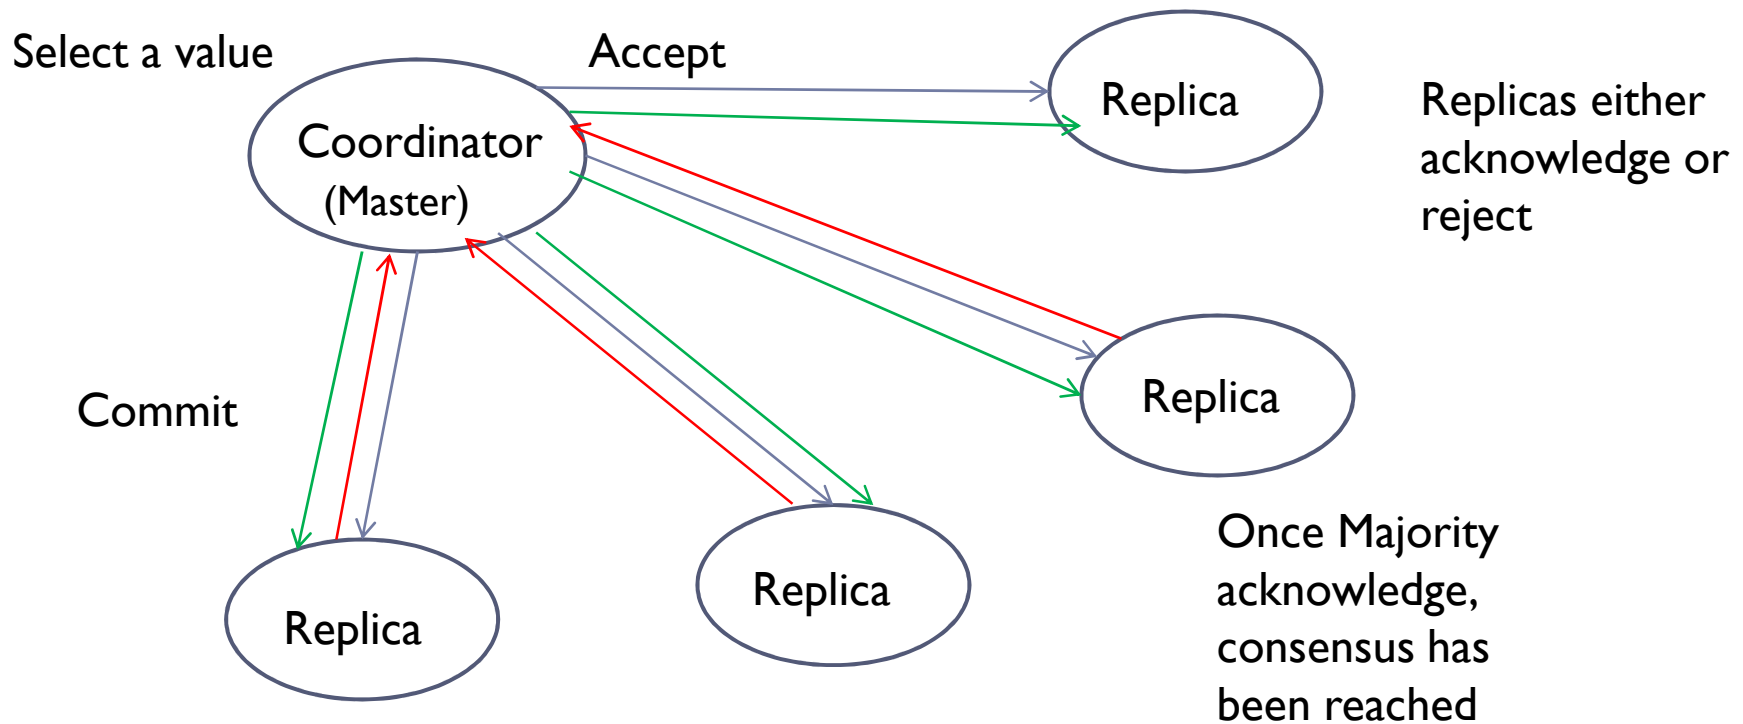 Select a value
Accept
Coordinator
(Master)
Replica
Replicas either
acknowledge or
reject
Replica
Commit
Replica
Replica
Once Majority
acknowledge,
consensus has
been reached